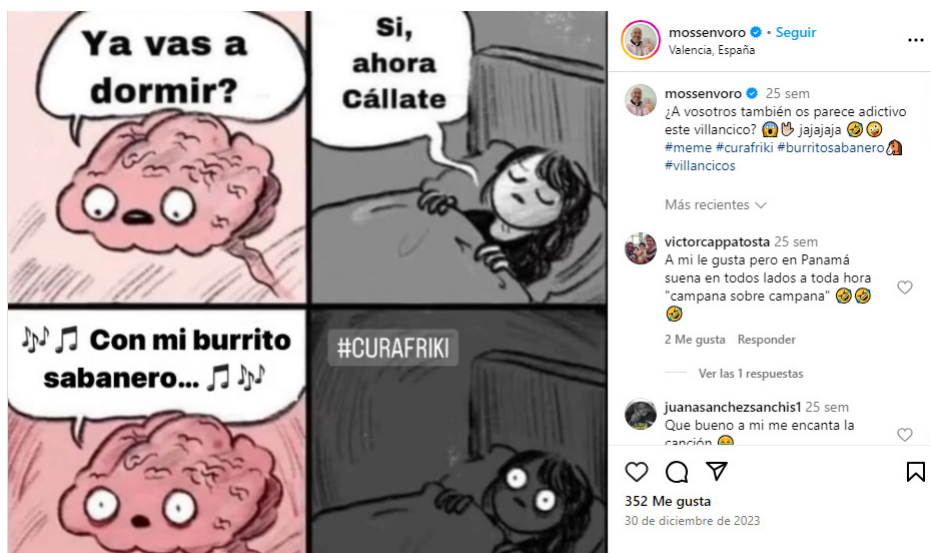 Ya vas a
dormir?
Si,
ahora
Cállate
Con mi burrito
sabanero...
#CURAFRIKI
mossenvoro • Seguir
Valencia, España
mossenvoro 25 sem
¿A vosotros también os parece adictivo
este villancico? 😱🤟 jajajaja 🤣🤪
#meme #curafriki #burritosabanero🐴
#villancicos
Más recientes
victorcappatosta 25 sem
A mi le gusta pero en Panamá
suena en todos lados a toda hora
"campana sobre campana" 🤣🤣
🤣
2 Me gusta Responder
Ver las 1 respuestas
juanasanchezsanchis1 25 sem
Que bueno a mi me encanta la
canción
352 Me gusta
30 de diciembre de 2023